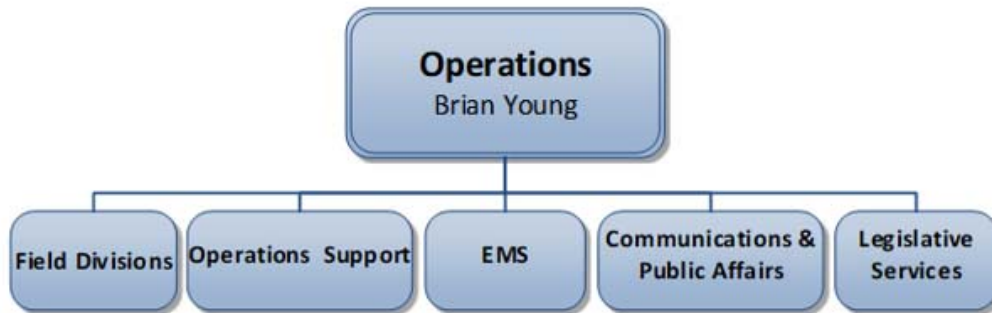 Operations
Brian Young
Field Divisions
Operations Support
EMS
Communications &
Public Affairs
Legislative
Services